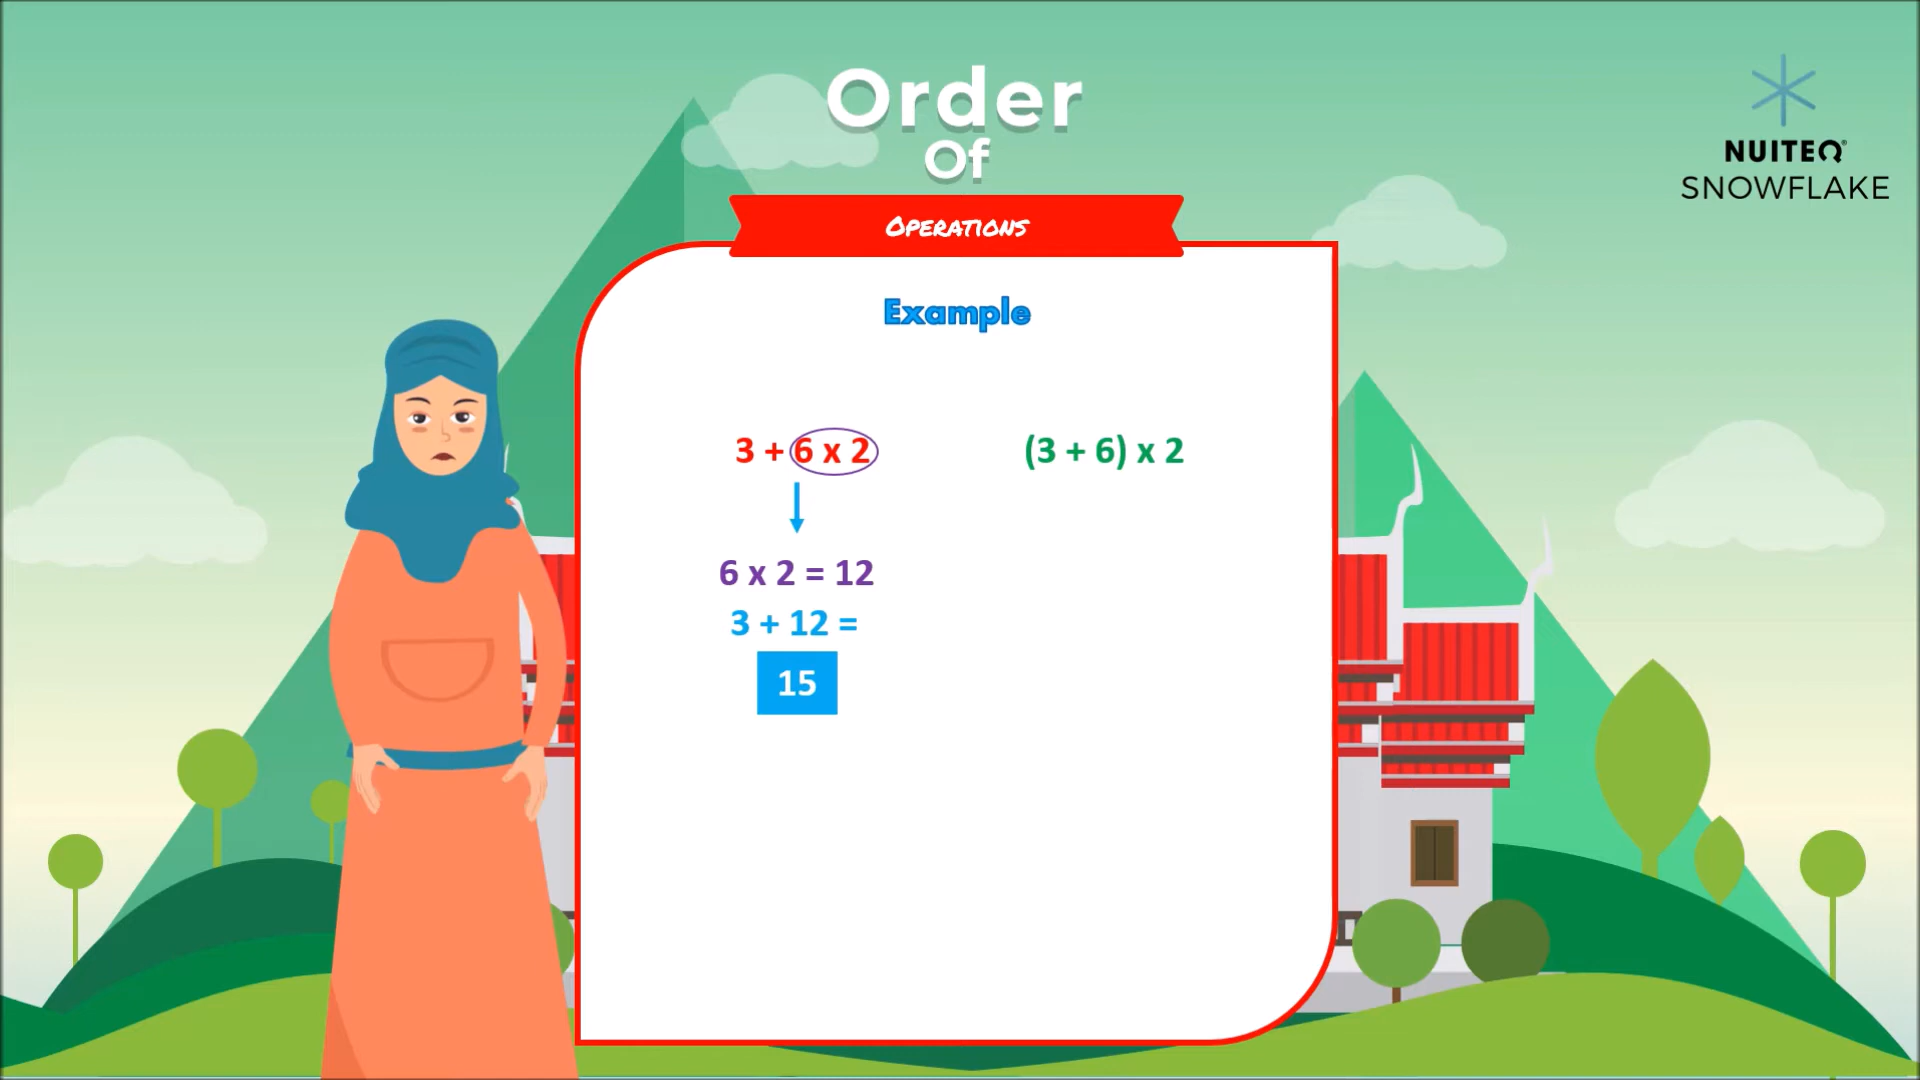 Order
Of
OPERATIONS
NUITEQ®
SNOWFLAKE
Example
3 + 6 x 2
6 x 2 = 12
3 + 12 =
15
(3 + 6) x 2